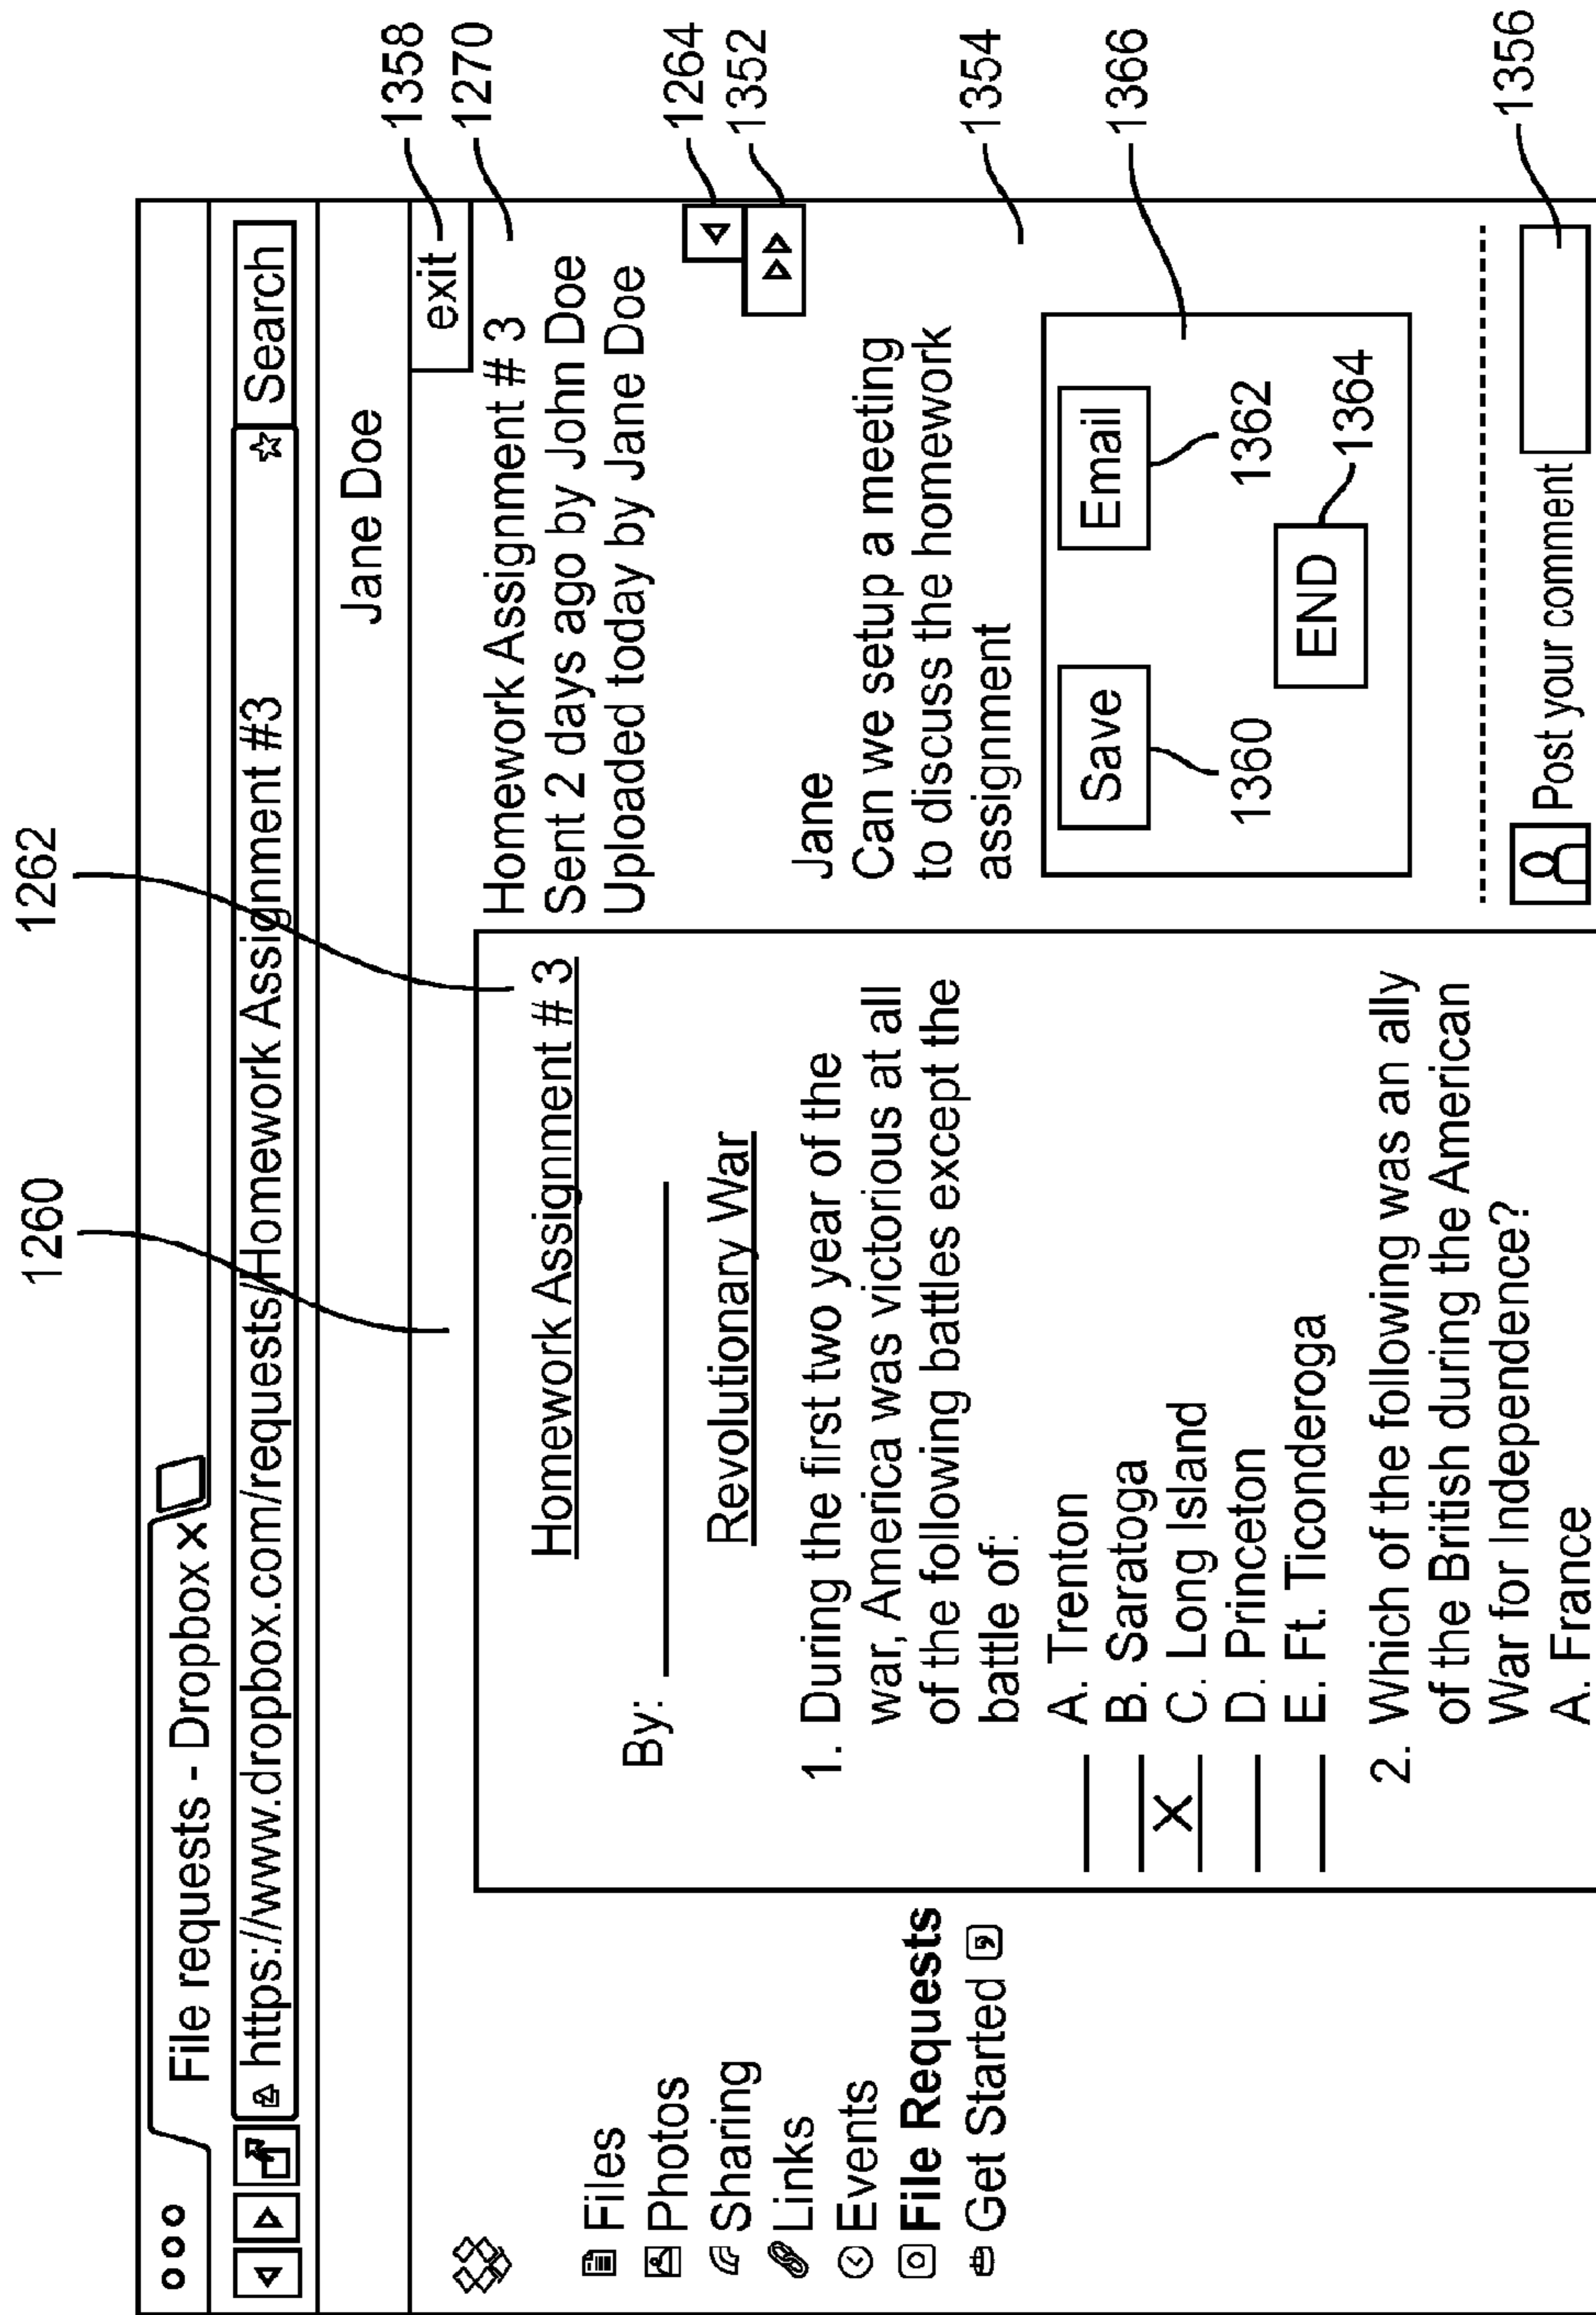 1260
1262
File requests - Dropbox X
https://www.dropbox.com/requests/Homework Assignment #3
Search
Jane Doe
exit
1358
1270
Files
Photos
Sharing
Links
Events
File Requests
Get Started
Homework Assignment # 3
By:
Revolutionary War
1. During the first two year of the
war, America was victorious at all
of the following battles except the
battle of:
A. Trenton
B. Saratoga
X C. Long Island
D. Princeton
E. Ft. Ticonderoga
2. Which of the following was an ally
of the British during the American
War for Independence?
A. France
Homework Assignment # 3
Sent 2 days ago by John Doe
Uploaded today by Jane Doe
1264
1352
Jane
Can we setup a meeting
to discuss the homework
assignment
1354
Save
Email
1366
1360
1362
END
1364
Post your comment
1356